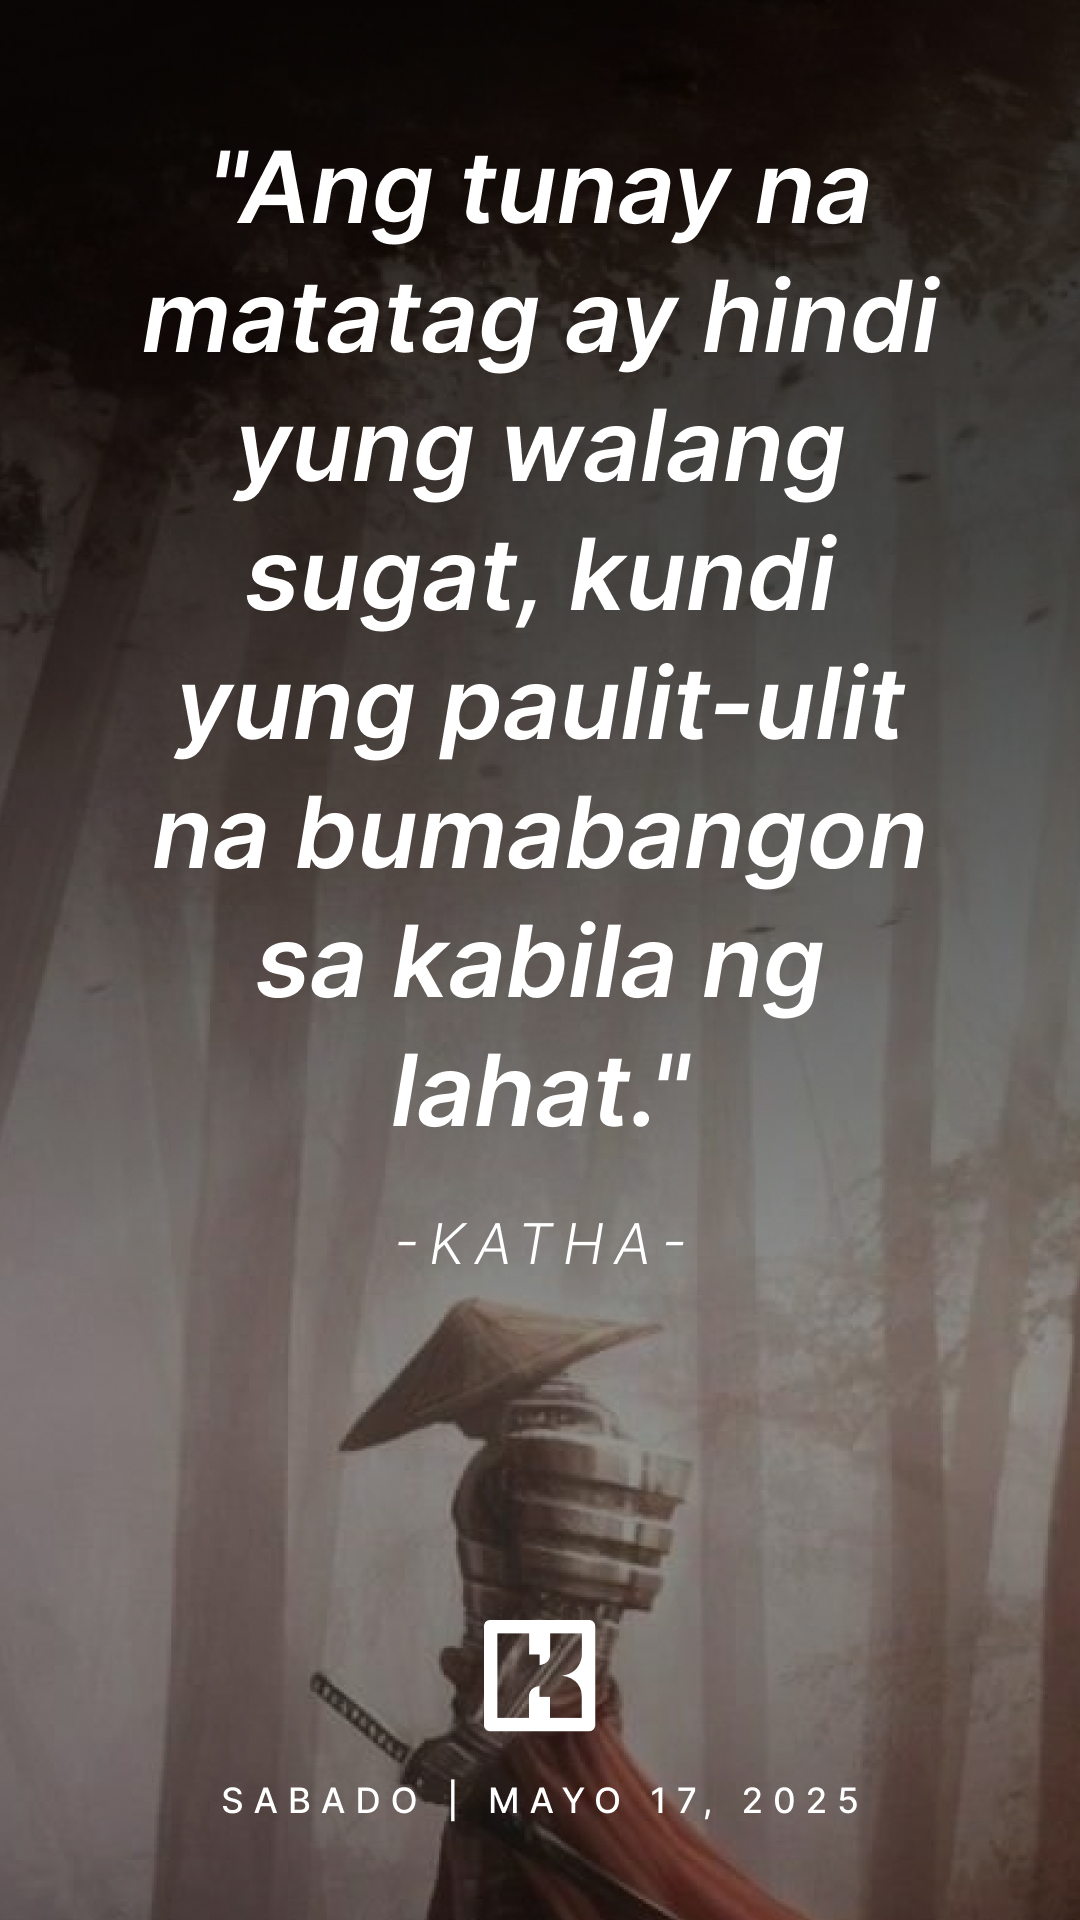 "Ang tunay na
matatag ay hindi
yung walang
sugat, kundi
yung paulit-ulit
na bumabangon
sa kabila ng
lahat."
-KATHA-
K
SABADO | MAYO 17, 2025